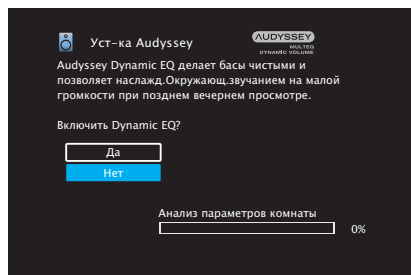 Уст-ка Audyssey
AUDYSSEY
MULTEQ
DYNAMIC VOLUME
Audyssey Dynamic EQ делает басы чистыми и
позволяет наслажд.Окружающ.звучанием на малой
громкости при позднем вечернем просмотре.
Включить Dynamic EQ?
Да
Нет
Анализ параметров комнаты
0%